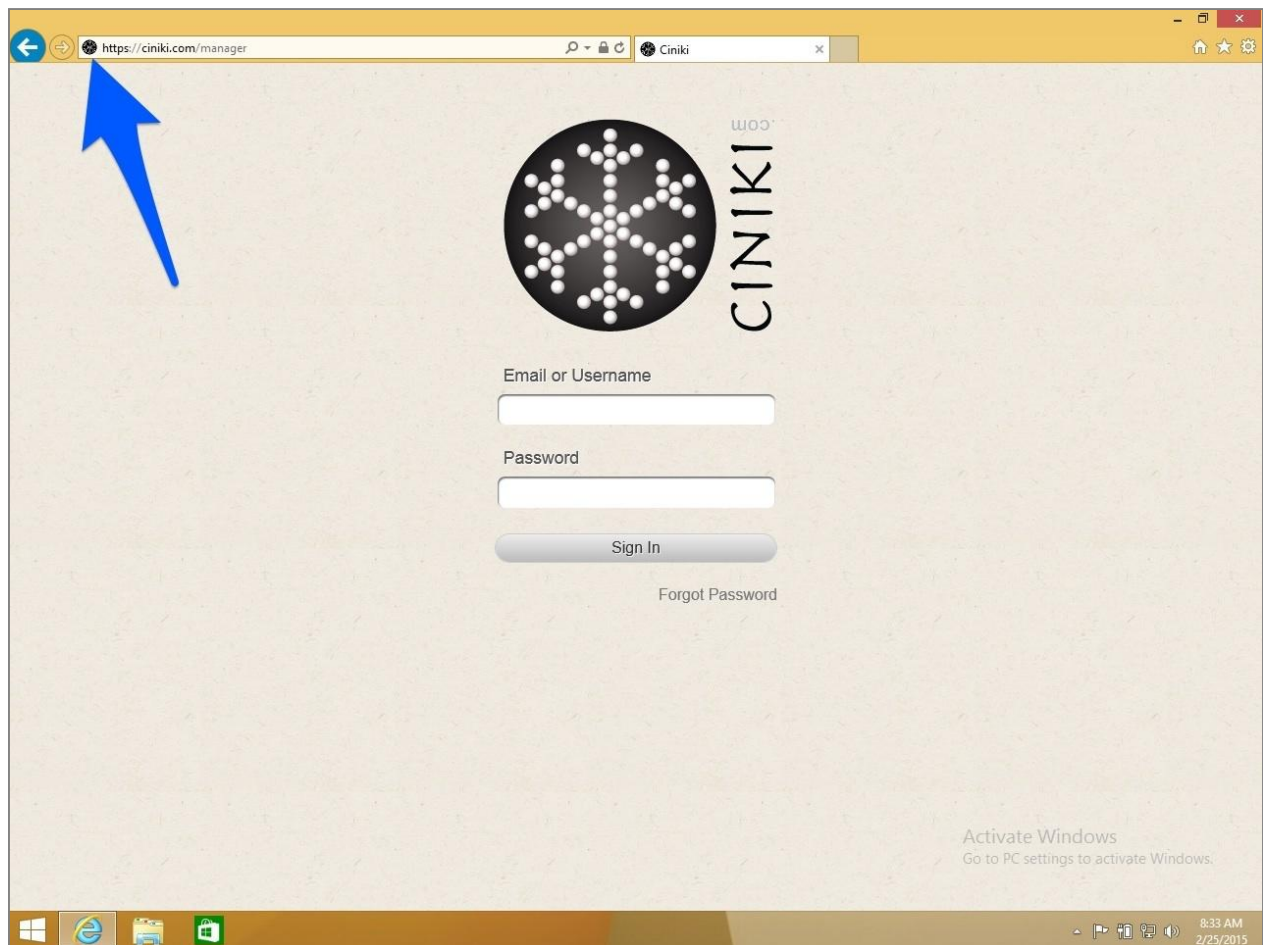 https://ciniki.com/manager
Ciniki
CINIKI.com
Email or Username
Password
Sign In
Forgot Password
Activate Windows
Go to PC settings to activate Windows.
8:33 AM
2/25/2015